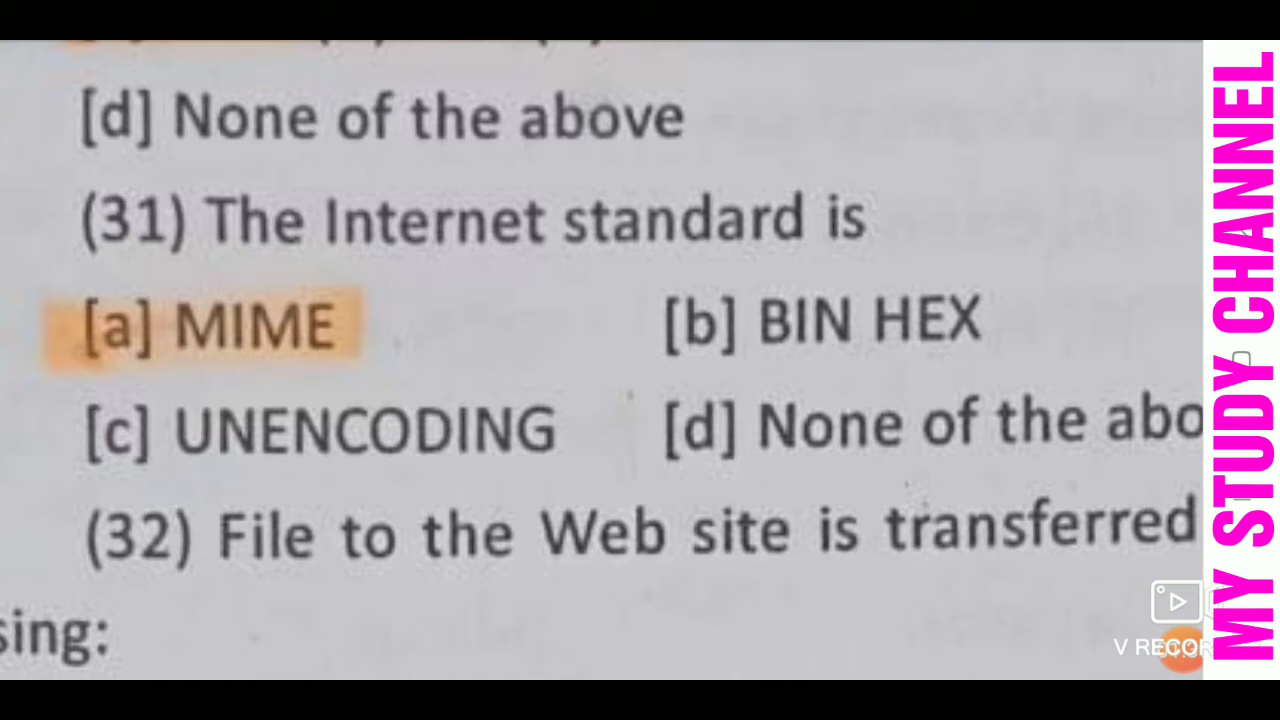 [d] None of the above
(31) The Internet standard is
[a] MIME [b] BIN HEX
[c] UNENCODING [d] None of the abo
(32) File to the Web site is transferred
sing:
V RECOR
MY STUDY CHANNEL